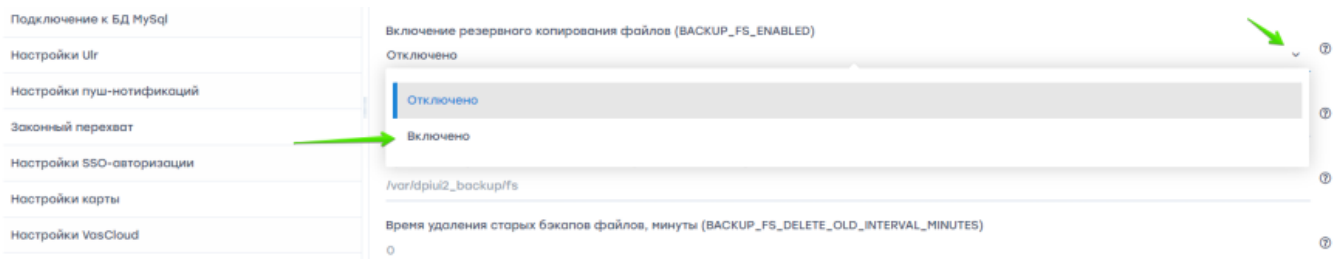 Подключение к БД MySql
Настройки Ulr
Настройки пуш-нотификаций
Законный перехват
Настройки SSO-авторизации
Настройки карты
Настройки VasCloud
Включение резервного копирования файлов (BACKUP_FS_ENABLED)
Отключено
Отключено
Включено
/var/dpiui2_backup/fs
Время удаления старых бэкапов файлов, минуты (BACKUP_FS_DELETE_OLD_INTERVAL_MINUTES)
0